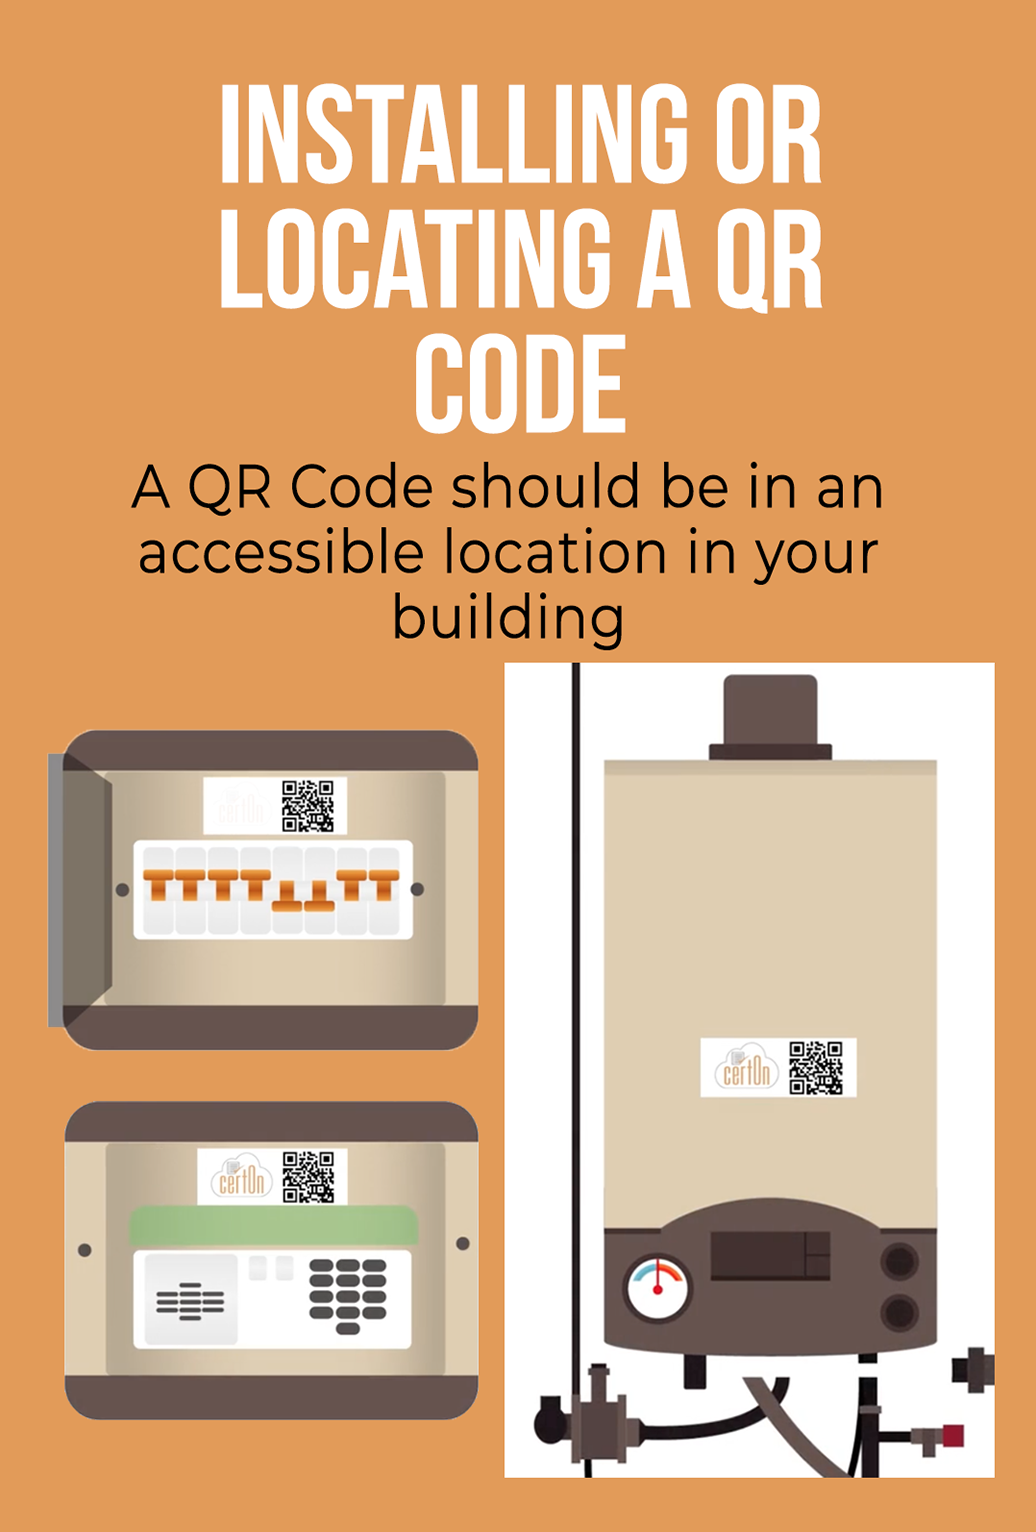 INSTALLING OR
LOCATING A QR
CODE
A QR Code should be in an
accessible location in your
building
certOn
certOn
certOn